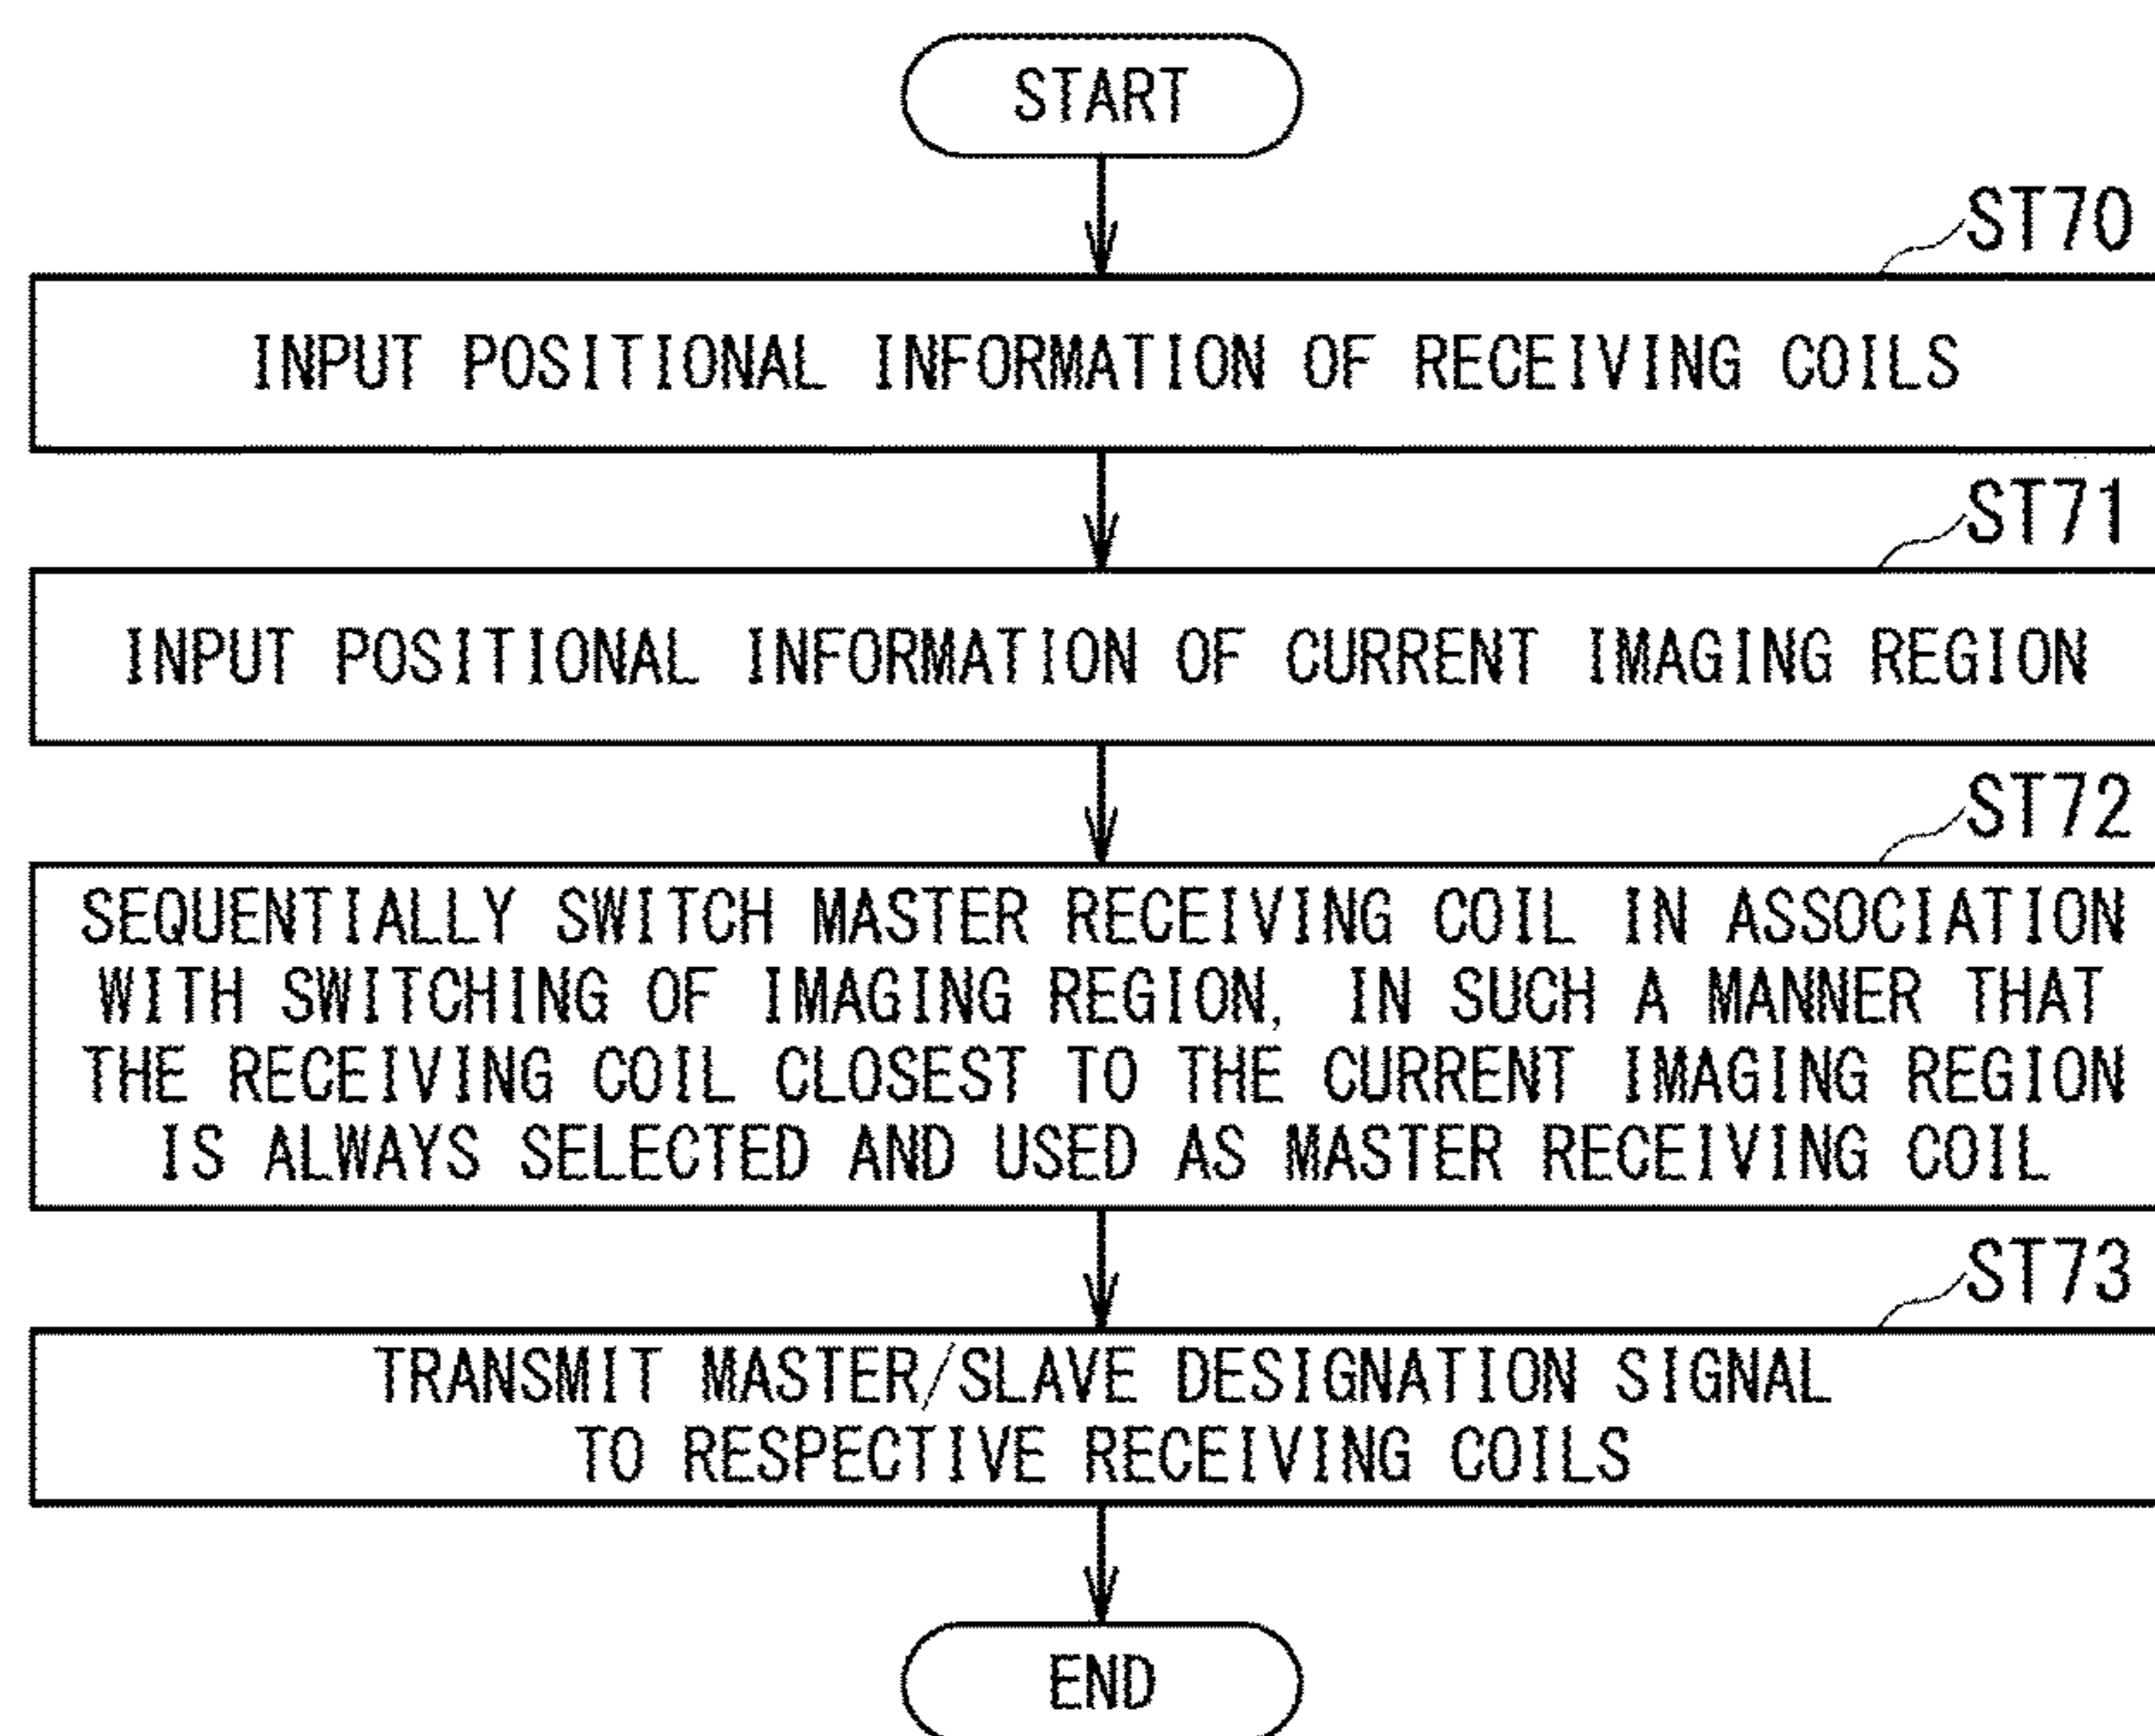 START
ST70
INPUT POSITIONAL INFORMATION OF RECEIVING COILS
ST71
INPUT POSITIONAL INFORMATION OF CURRENT IMAGING REGION
ST72
SEQUENTIALLY SWITCH MASTER RECEIVING COIL IN ASSOCIATION
WITH SWITCHING OF IMAGING REGION, IN SUCH A MANNER THAT
THE RECEIVING COIL CLOSEST TO THE CURRENT IMAGING REGION
IS ALWAYS SELECTED AND USED AS MASTER RECEIVING COIL
ST73
TRANSMIT MASTER/SLAVE DESIGNATION SIGNAL
TO RESPECTIVE RECEIVING COILS
END